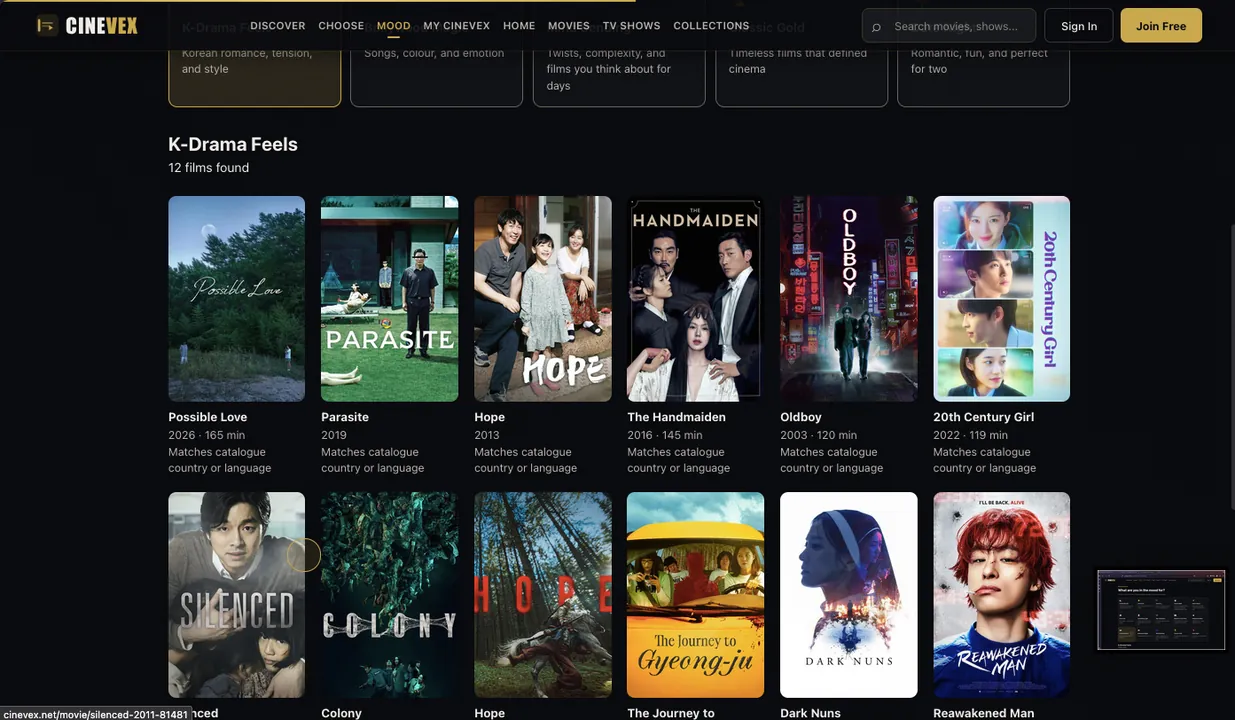 CINEVEX
DISCOVER CHOOSE MOOD MY CINEVEX HOME MOVIES TV SHOWS COLLECTIONS
Search movies, shows...
Sign In
Join Free
Korean romance, tension,
and style
Songs, colour, and emotion
Twists, complexity, and
films you think about for
days
Timeless films that defined
cinema
Romantic, fun, and perfect
for two
K-Drama Feels
12 films found
Possible Love
PARASITE
HOPE
THE
HANDMAIDEN
OLDBOY
20th Century Girl
Possible Love
2026 · 165 min
Matches catalogue
country or language
Parasite
2019
Matches catalogue
country or language
Hope
2013
Matches catalogue
country or language
The Handmaiden
2016 · 145 min
Matches catalogue
country or language
Oldboy
2003 · 120 min
Matches catalogue
country or language
20th Century Girl
2022 · 119 min
Matches catalogue
country or language
SILENCED
COLONY
HOPE
The Journey to
Gyeong-ju
DARK NUNS
I'LL BE BACK, ALIVE
REAWAKENED
MAN
Colony
Hope
The Journey to
Dark Nuns
Reawakened Man
What are you in the mood for?
cinevex.net/movie/silenced-2011-81481